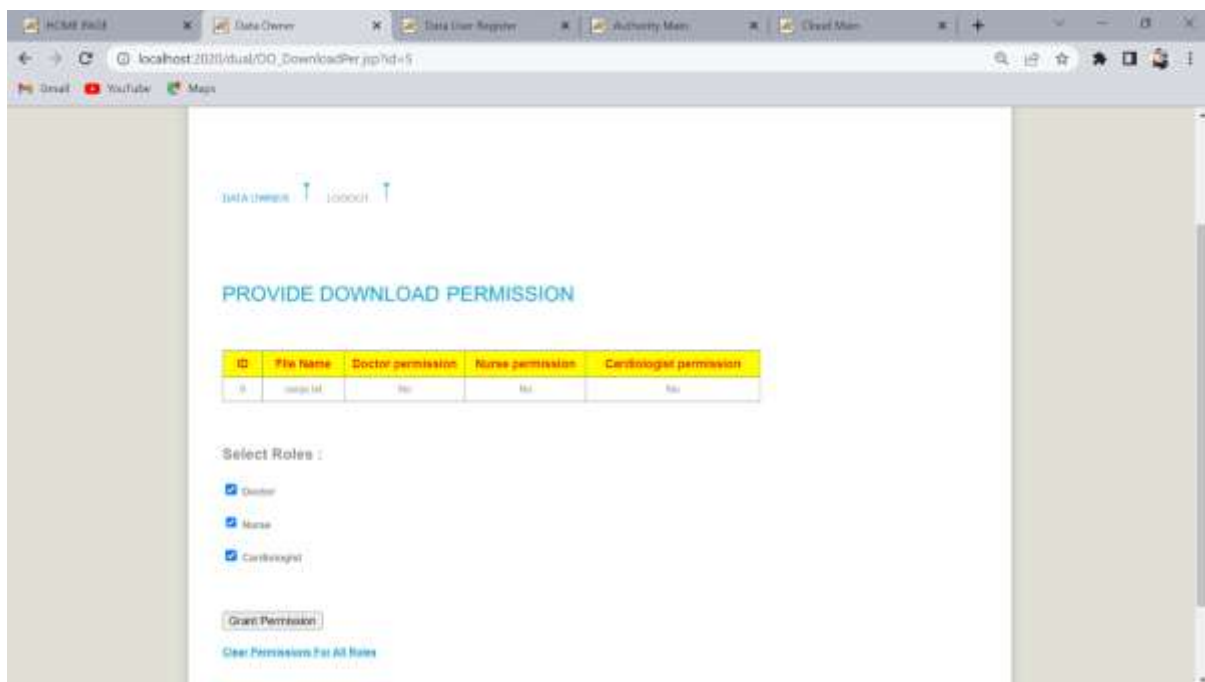 HOME PAGE Data Owner Data User Register Authority Main Cloud Main
localhost:2020/dual/DO_DownloadPer.jsp?id=5
Gmail YouTube Maps
DATA OWNER LOGOUT
PROVIDE DOWNLOAD PERMISSION
ID File Name Doctor permission Nurse permission Cardiologist permission
No No No
Select Roles :
Doctor
Nurse
Cardiologist
Grant Permission
Clear Permissions For All Roles